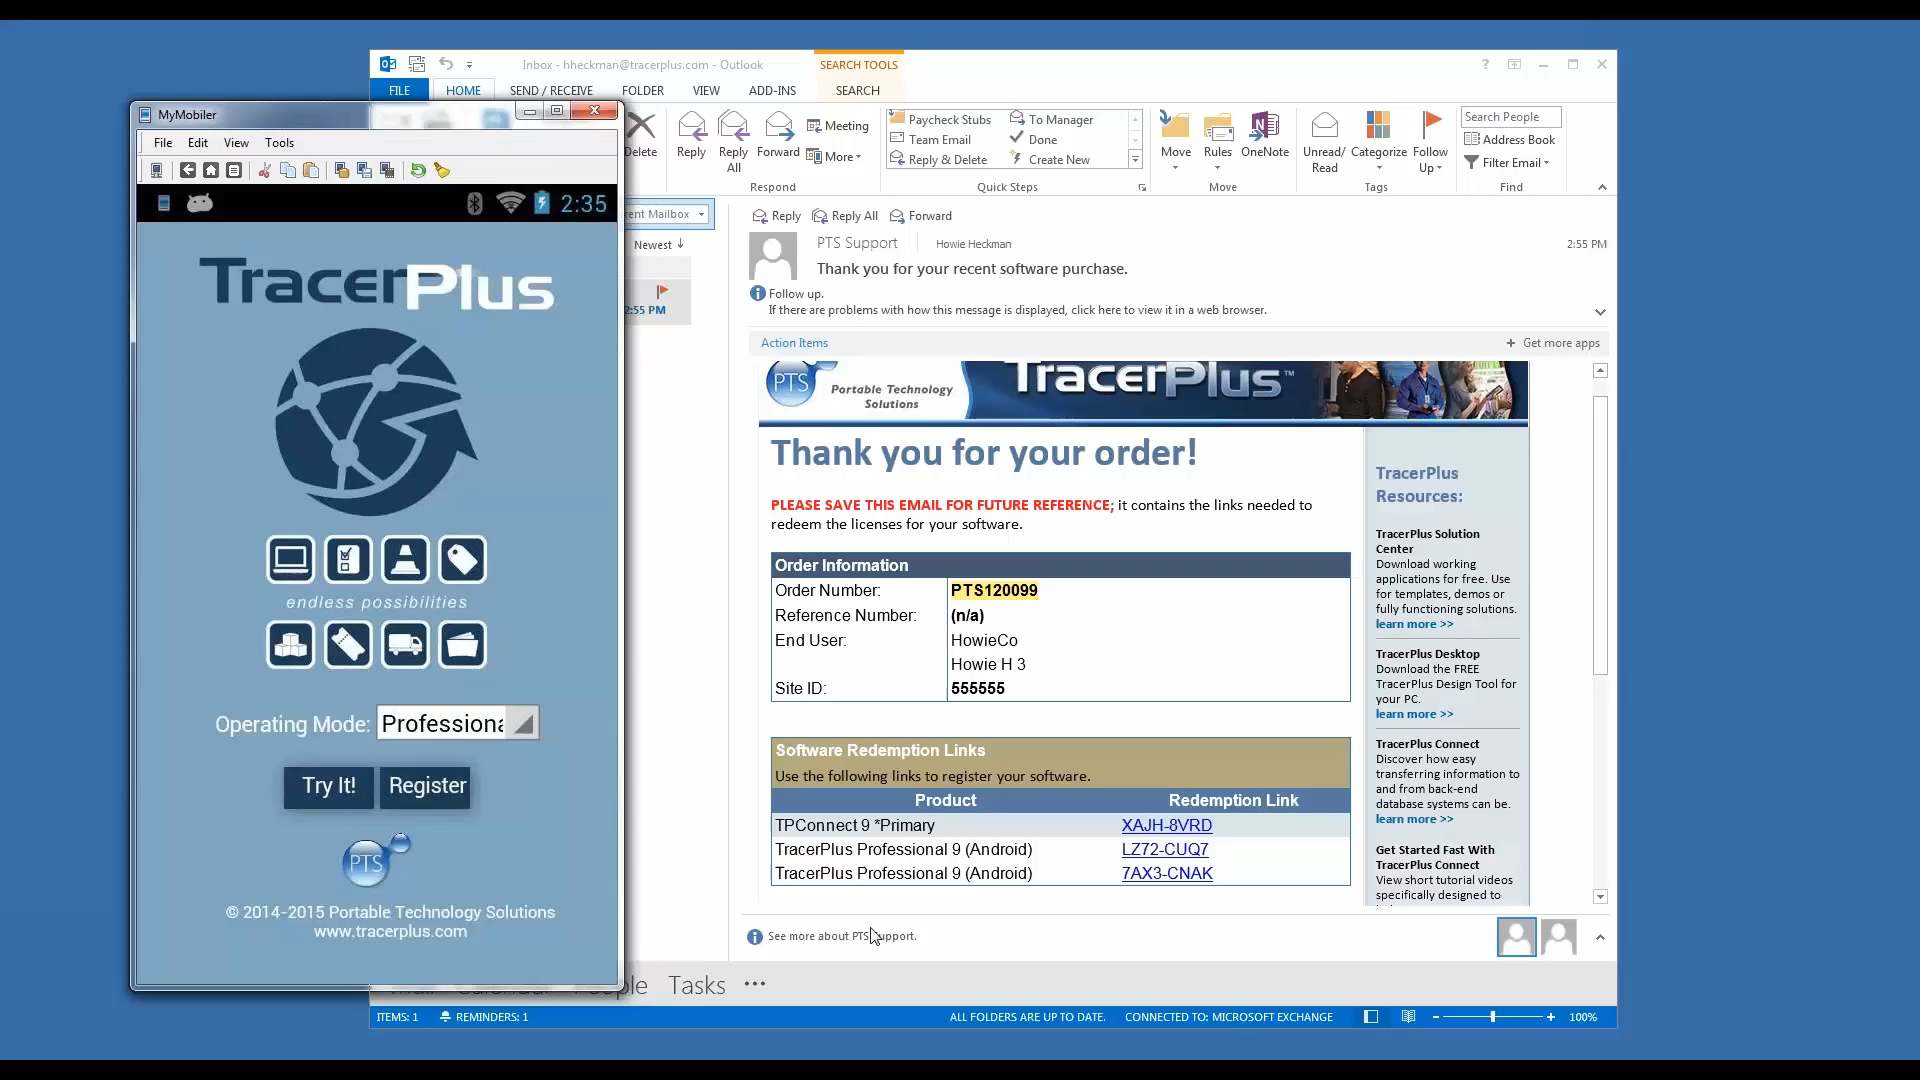 Inbox - hheckman@tracerplus.com - Outlook
SEARCH TOOLS
FILE
HOME
SEND / RECEIVE
FOLDER
VIEW
ADD-INS
SEARCH
MyMobiler
File Edit View Tools
2:35
TracerPlus
endless possibilities
Operating Mode: Professiona
Try It!
Register
PTS
© 2014-2015 Portable Technology Solutions
www.tracerplus.com
Delete
Reply
Reply All
Forward
Meeting
More
Respond
Paycheck Stubs
Team Email
Reply & Delete
To Manager
Done
Create New
Quick Steps
Move
Rules
OneNote
Move
Unread/ Read
Categorize
Follow Up
Tags
Search People
Address Book
Filter Email
Find
rent Mailbox
Newest
2:55 PM
Reply Reply All Forward
PTS Support
Howie Heckman
2:55 PM
Thank you for your recent software purchase.
Follow up.
If there are problems with how this message is displayed, click here to view it in a web browser.
Action Items
+ Get more apps
PTS
Portable Technology
Solutions
TracerPlus™
Thank you for your order!
PLEASE SAVE THIS EMAIL FOR FUTURE REFERENCE; it contains the links needed to
redeem the licenses for your software.
Order Information
Order Number: PTS120099
Reference Number: (n/a)
End User: HowieCo
Howie H 3
Site ID: 555555
Software Redemption Links
Use the following links to register your software.
Product Redemption Link
TPConnect 9 *Primary XAJH-8VRD
TracerPlus Professional 9 (Android) LZ72-CUQ7
TracerPlus Professional 9 (Android) 7AX3-CNAK
TracerPlus
Resources:
TracerPlus Solution
Center
Download working
applications for free. Use
for templates, demos or
fully functioning solutions.
learn more >>
TracerPlus Desktop
Download the FREE
TracerPlus Design Tool for
your PC.
learn more >>
TracerPlus Connect
Discover how easy
transferring information to
and from back-end
database systems can be.
learn more >>
Get Started Fast With
TracerPlus Connect
View short tutorial videos
specifically designed to
See more about PTS Support.
Tasks •••
ITEMS: 1
REMINDERS: 1
ALL FOLDERS ARE UP TO DATE.
CONNECTED TO: MICROSOFT EXCHANGE
100%